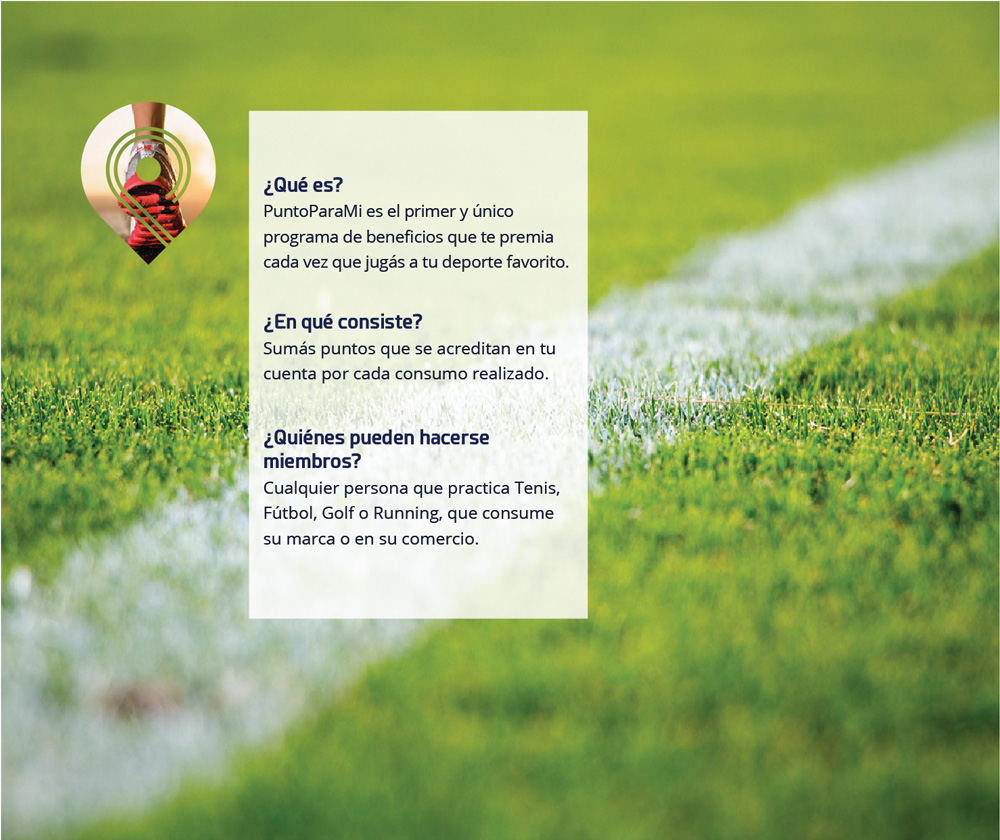 ¿Qué es?
PuntoParaMi es el primer y único
programa de beneficios que te premia
cada vez que jugás a tu deporte favorito.
¿En qué consiste?
Sumás puntos que se acreditan en tu
cuenta por cada consumo realizado.
¿Quiénes pueden hacerse
miembros?
Cualquier persona que practica Tenis,
Fútbol, Golf o Running, que consume
su marca o en su comercio.